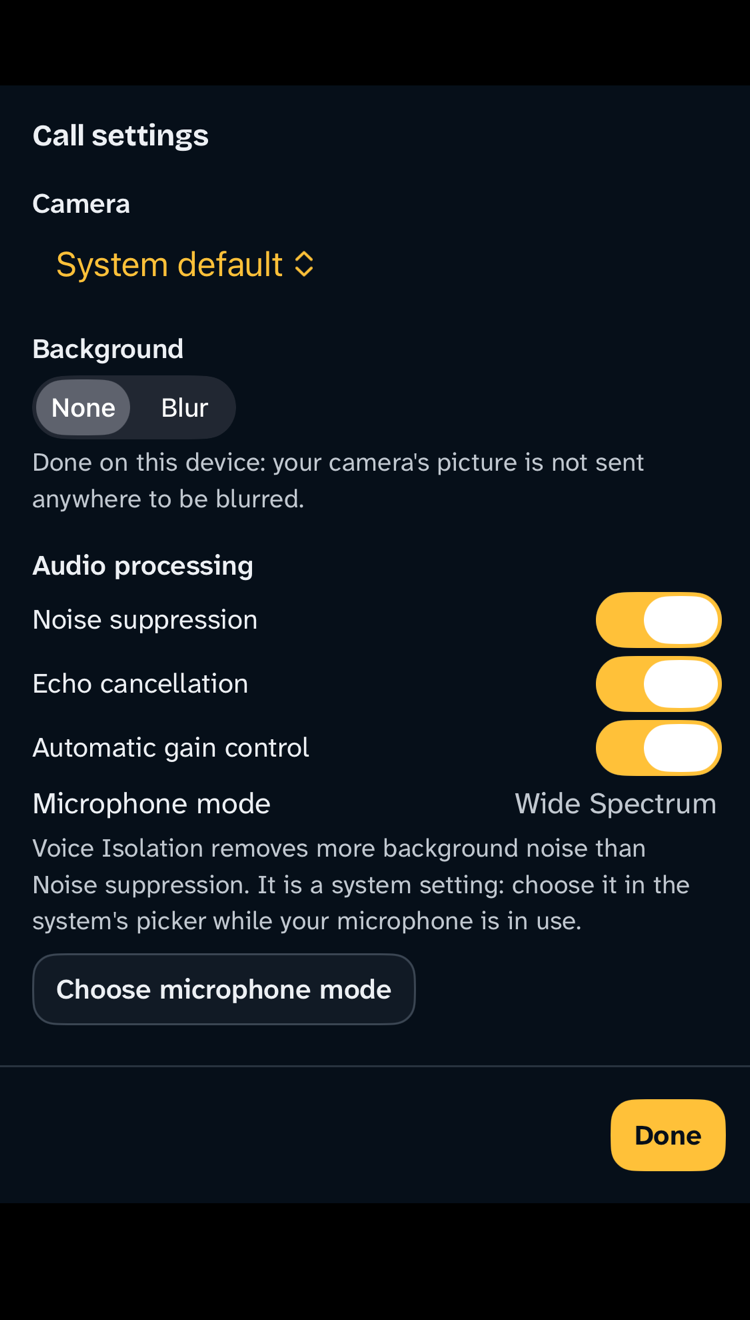 Call settings
Camera
System default
Background
None Blur
Done on this device: your camera's picture is not sent
anywhere to be blurred.
Audio processing
Noise suppression
Echo cancellation
Automatic gain control
Microphone mode Wide Spectrum
Voice Isolation removes more background noise than
Noise suppression. It is a system setting: choose it in the
system's picker while your microphone is in use.
Choose microphone mode
Done